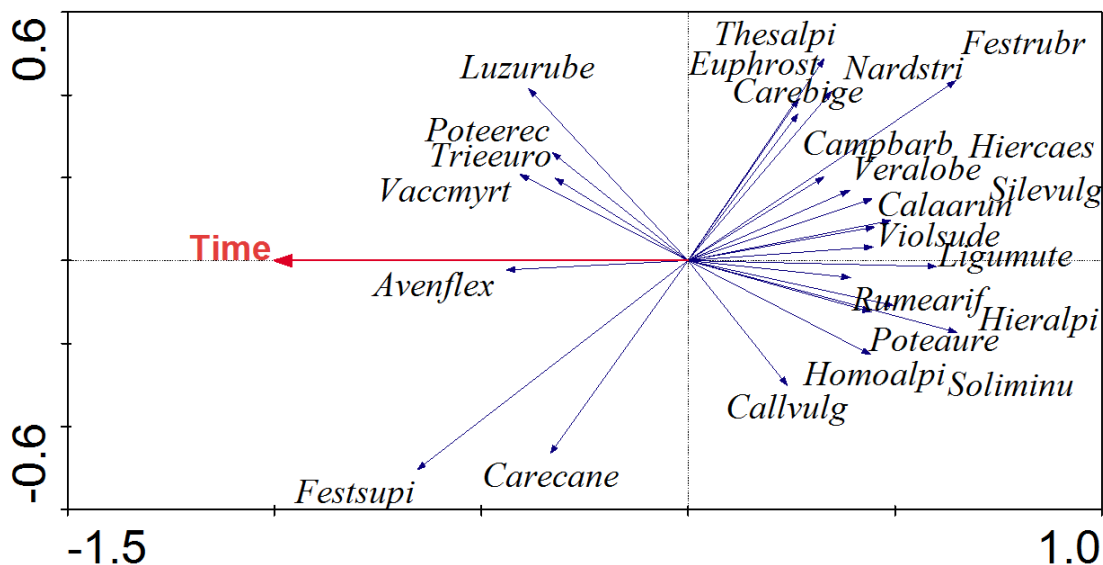 0.6
Thesalpi
Festrubr
Luzurube
Euphrost
Nardstri
Carebige
Poteerec
Campbarb
Hiercaes
Trieeuro
Veralobe
Vaccmyrt
Silevulg
Calaarun
Violsude
Time
Ligumute
Avenflex
Rumearif
Hieralpi
Poteaure
Homoalpi
Soliminu
Callvulg
Carecane
Festsupi
-0.6
-1.5
1.0